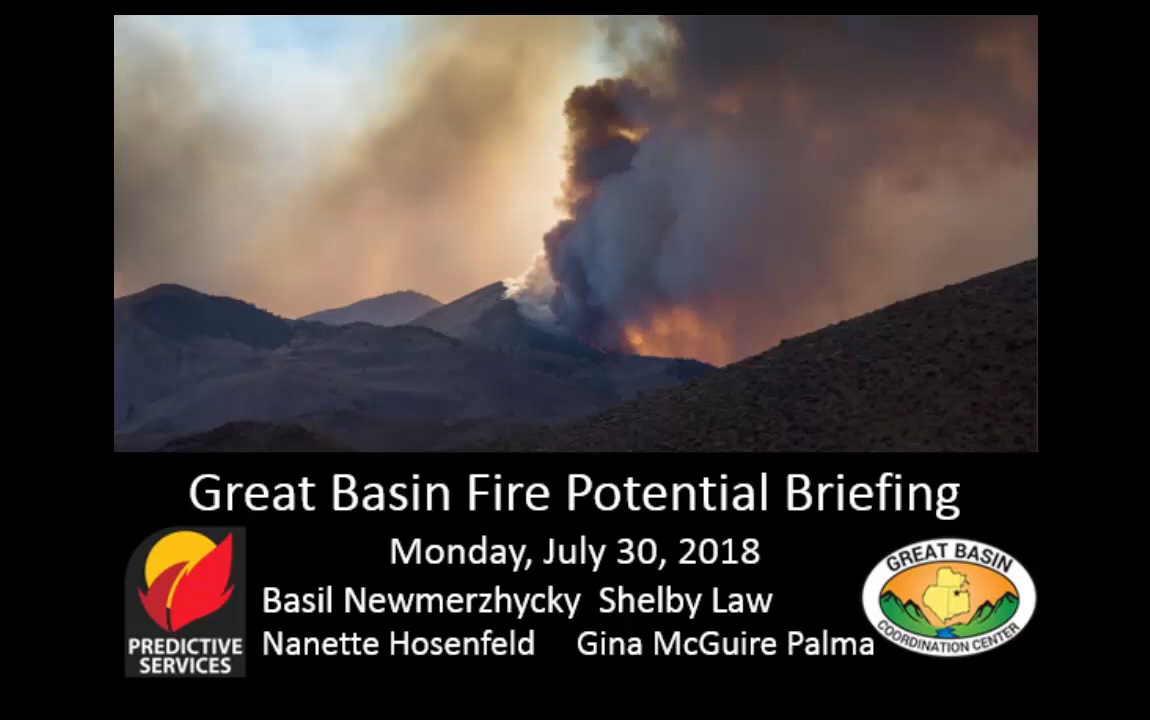 Great Basin Fire Potential Briefing
Monday, July 30, 2018
Basil Newmerzhycky Shelby Law
Nanette Hosenfeld Gina McGuire Palma
PREDICTIVE
SERVICES
GREAT BASIN
COORDINATION CENTER